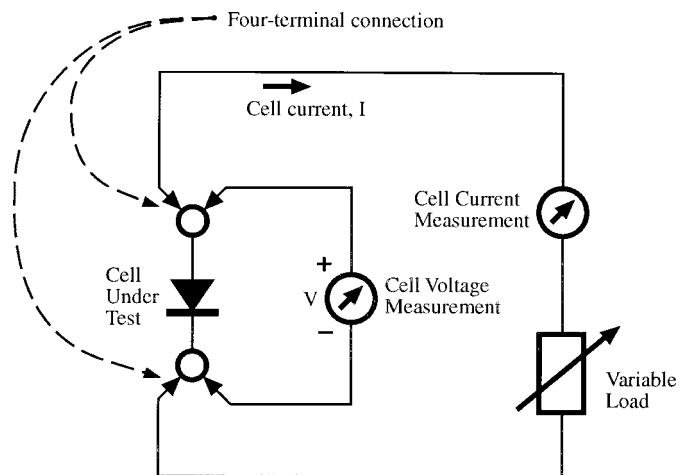 Four-terminal connection
Cell current, I
Cell Current
Measurement
Cell
Under
Test
+
V
−
Cell Voltage
Measurement
Variable
Load